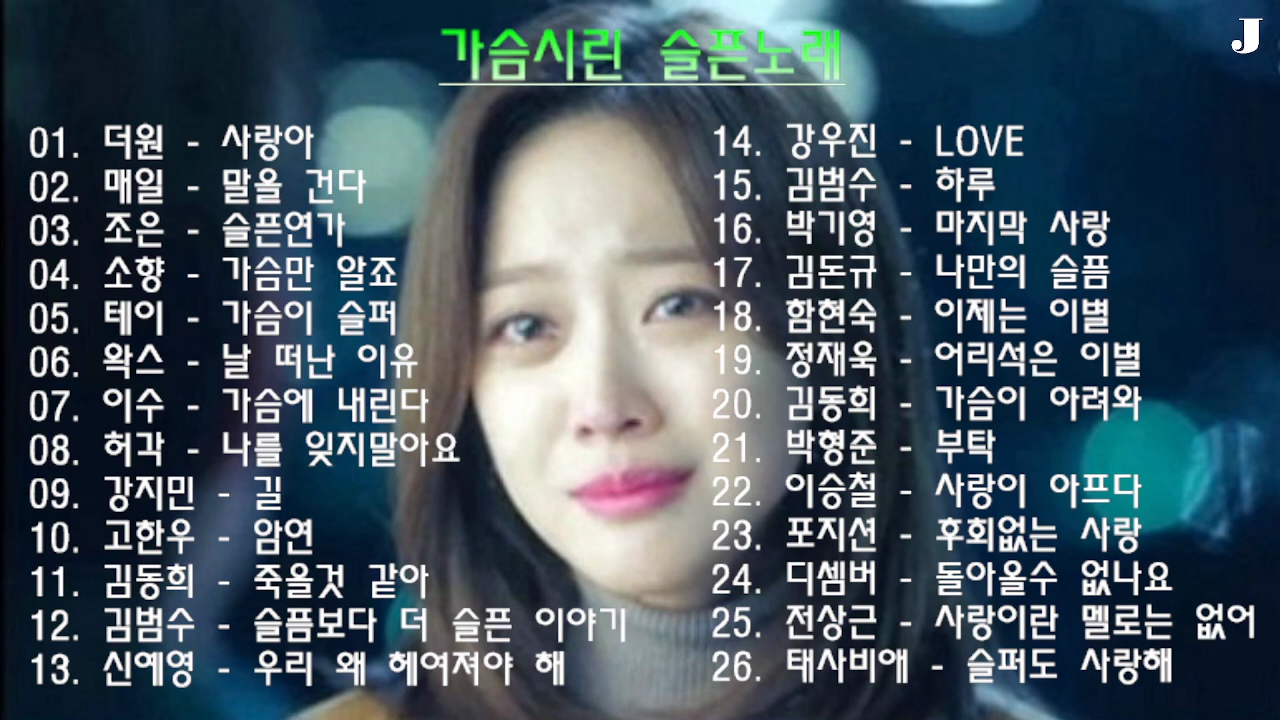 가슴시린 슬픈노래
J
01. 더원 - 사랑아
02. 매일 - 말을 건다
03. 조은 - 슬픈연가
04. 소향 - 가슴만 알죠
05. 테이 - 가슴이 슬퍼
06. 왁스 - 날 떠난 이유
07. 이수 - 가슴에 내린다
08. 허각 - 나를 잊지말아요
09. 강지민 - 길
10. 고한우 - 암연
11. 김동희 - 죽을것 같아
12. 김범수 - 슬픔보다 더 슬픈 이야기
13. 신예영 - 우리 왜 헤여져야 해
14. 강우진 - LOVE
15. 김범수 - 하루
16. 박기영 - 마지막 사랑
17. 김돈규 - 나만의 슬픔
18. 함현숙 - 이제는 이별
19. 정재욱 - 어리석은 이별
20. 김동희 - 가슴이 아려와
21. 박형준 - 부탁
22. 이승철 - 사랑이 아프다
23. 포지션 - 후회없는 사랑
24. 디셈버 - 돌아올수 없나요
25. 전상근 - 사랑이란 멜로는 없어
26. 태사비애 - 슬퍼도 사랑해